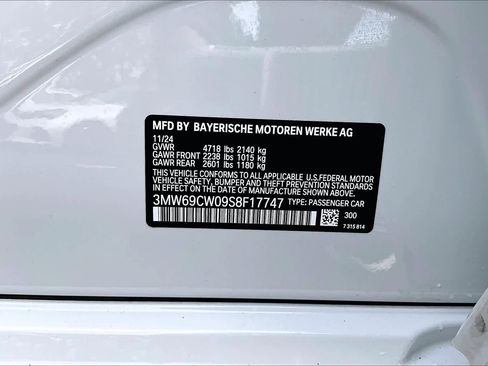 MFD BY BAYERISCHE MOTOREN WERKE AG
11/24
GVWR 4718 lbs 2140 kg
GAWR FRONT 2238 lbs 1015 kg
GAWR REAR 2601 lbs 1180 kg
THIS VEHICLE CONFORMS TO ALL APPLICABLE U.S.FEDERAL MOTOR
VEHICLE SAFETY, BUMPER AND THEFT PREVENTION
STANDARDS IN EFFECT ON THE DATE OF MANUFACTURE
SHOWN ABOVE.
3MW69CW09S8F17747 TYPE: PASSENGER CAR
300
7 315 814